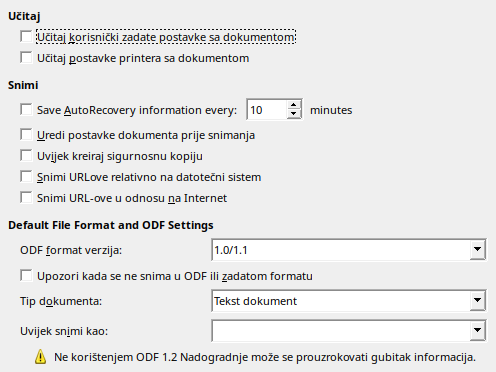 Učitaj
Učitaj korisnički zadate postavke sa dokumentom
Učitaj postavke printera sa dokumentom
Snimi
Save AutoRecovery information every: 10 minutes
Uredi postavke dokumenta prije snimanja
Uvijek kreiraj sigurnosnu kopiju
Snimi URLove relativno na datotečni sistem
Snimi URL-ove u odnosu na Internet
Default File Format and ODF Settings
ODF format verzija: 1.0/1.1
Upozori kada se ne snima u ODF ili zadatom formatu
Tip dokumenta: Tekst dokument
Uvijek snimi kao:
Ne korištenjem ODF 1.2 Nadogradnje može se prouzrokovati gubitak informacija.